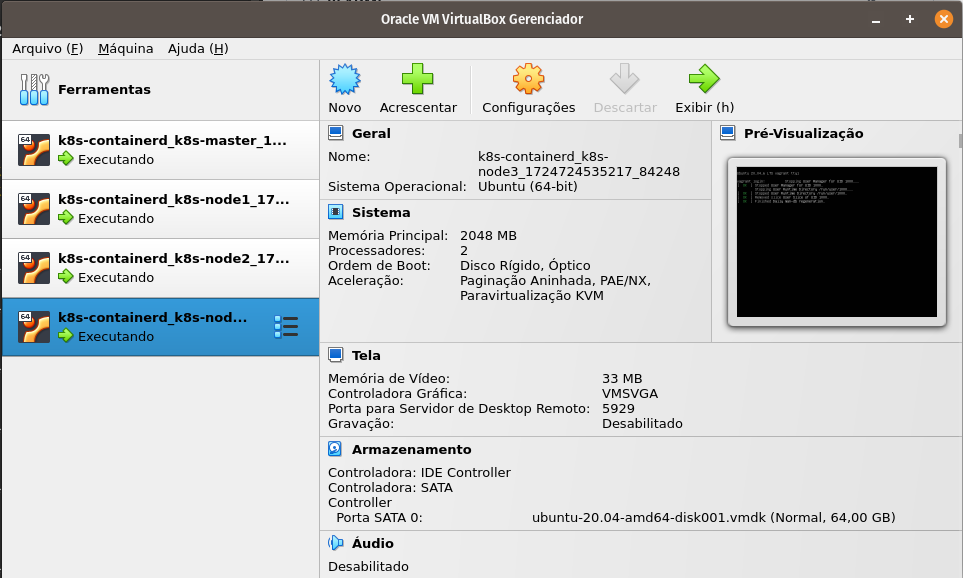 Oracle VM VirtualBox Gerenciador
Arquivo (F) Máquina Ajuda (H)
Ferramentas
Novo Acrescentar Configurações Descartar Exibir (h)
64 k8s-containerd_k8s-master_1...
Executando
64 k8s-containerd_k8s-node1_17...
Executando
64 k8s-containerd_k8s-node2_17...
Executando
64 k8s-containerd_k8s-nod...
Executando
Geral
Nome: k8s-containerd_k8s-
node3_1724724535217_84248
Sistema Operacional: Ubuntu (64-bit)
Sistema
Memória Principal: 2048 MB
Processadores: 2
Ordem de Boot: Disco Rígido, Óptico
Aceleração: Paginação Aninhada, PAE/NX,
Paravirtualização KVM
Pré-Visualização
Tela
Memória de Vídeo: 33 MB
Controladora Gráfica: VMSVGA
Porta para Servidor de Desktop Remoto: 5929
Gravação: Desabilitado
Armazenamento
Controladora: IDE Controller
Controladora: SATA
Controller
Porta SATA 0: ubuntu-20.04-amd64-disk001.vmdk (Normal, 64,00 GB)
Áudio
Desabilitado